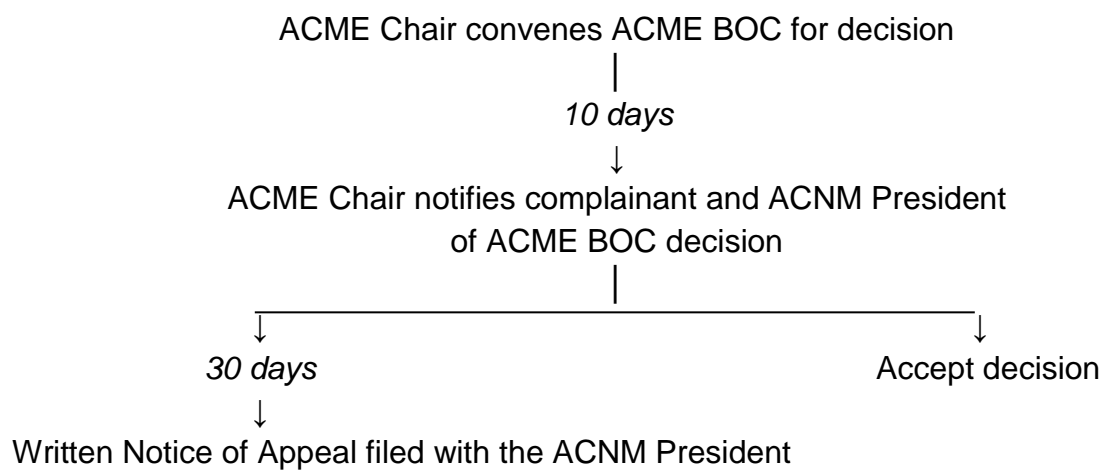 ACME Chair convenes ACME BOC for decision
10 days
ACME Chair notifies complainant and ACNM President
of ACME BOC decision
30 days
Accept decision
Written Notice of Appeal filed with the ACNM President